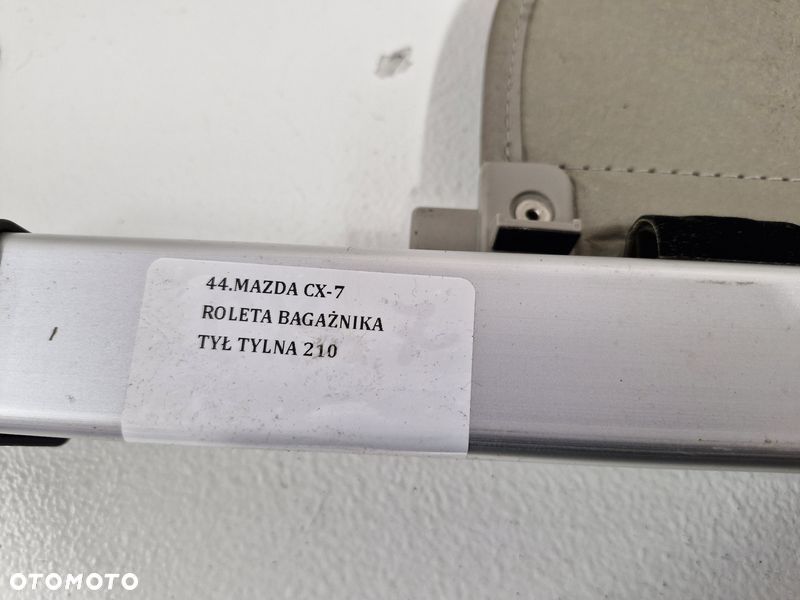 44.MAZDA CX-7
ROLETA BAGAŻNIKA
TYŁ TYLNA 210
OTOMOTO